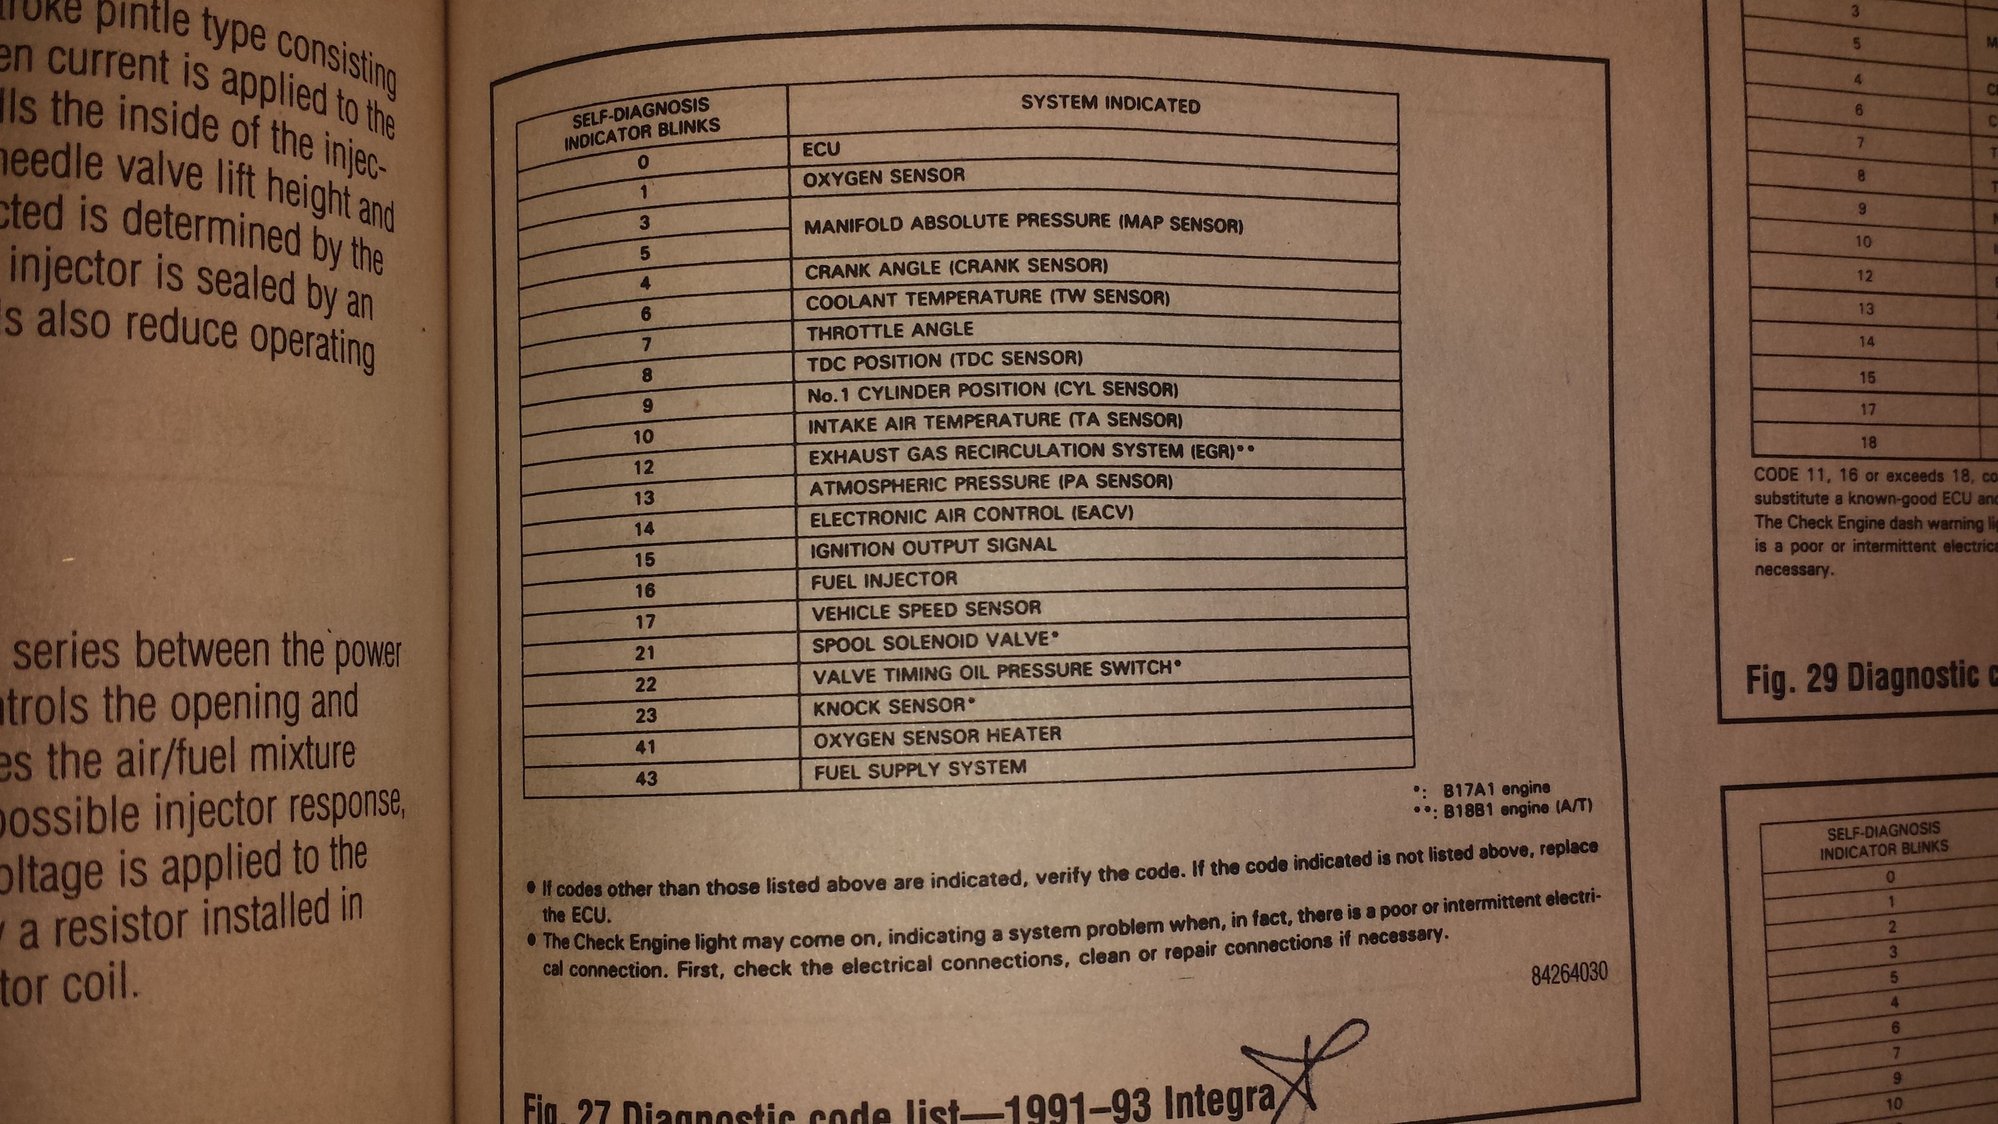 roke pintle type consisting
en current is applied to the
lls the inside of the injec-
needle valve lift height and
cted is determined by the
injector is sealed by an
s also reduce operating
series between the power
ntrols the opening and
es the air/fuel mixture
possible injector response,
oltage is applied to the
y a resistor installed in
tor coil.
SELF-DIAGNOSIS
INDICATOR BLINKS
SYSTEM INDICATED
0 ECU
1 OXYGEN SENSOR
3
5
MANIFOLD ABSOLUTE PRESSURE (MAP SENSOR)
4 CRANK ANGLE (CRANK SENSOR)
6 COOLANT TEMPERATURE (TW SENSOR)
7 THROTTLE ANGLE
8 TDC POSITION (TDC SENSOR)
9 No.1 CYLINDER POSITION (CYL SENSOR)
10 INTAKE AIR TEMPERATURE (TA SENSOR)
12 EXHAUST GAS RECIRCULATION SYSTEM (EGR)**
13 ATMOSPHERIC PRESSURE (PA SENSOR)
14 ELECTRONIC AIR CONTROL (EACV)
15 IGNITION OUTPUT SIGNAL
16 FUEL INJECTOR
17 VEHICLE SPEED SENSOR
21 SPOOL SOLENOID VALVE*
22 VALVE TIMING OIL PRESSURE SWITCH*
23 KNOCK SENSOR*
41 OXYGEN SENSOR HEATER
43 FUEL SUPPLY SYSTEM
*: B17A1 engine
**: B18B1 engine (A/T)
• If codes other than those listed above are indicated, verify the code. If the code indicated is not listed above, replace
the ECU.
• The Check Engine light may come on, indicating a system problem when, in fact, there is a poor or intermittent electri-
cal connection. First, check the electrical connections, clean or repair connections if necessary.
84264030
Fig. 27 Diagnostic code list—1991–93 Integra
3
5 M
4 C
6 C
7 T
8 T
9
10
12
13
14
15
17
18
CODE 11, 16 or exceeds 18, co
substitute a known-good ECU and
The Check Engine dash warning li
is a poor or intermittent electrica
necessary.
Fig. 29 Diagnostic c
SELF-DIAGNOSIS
INDICATOR BLINKS
0
1
2
3
5
4
6
7
9
10